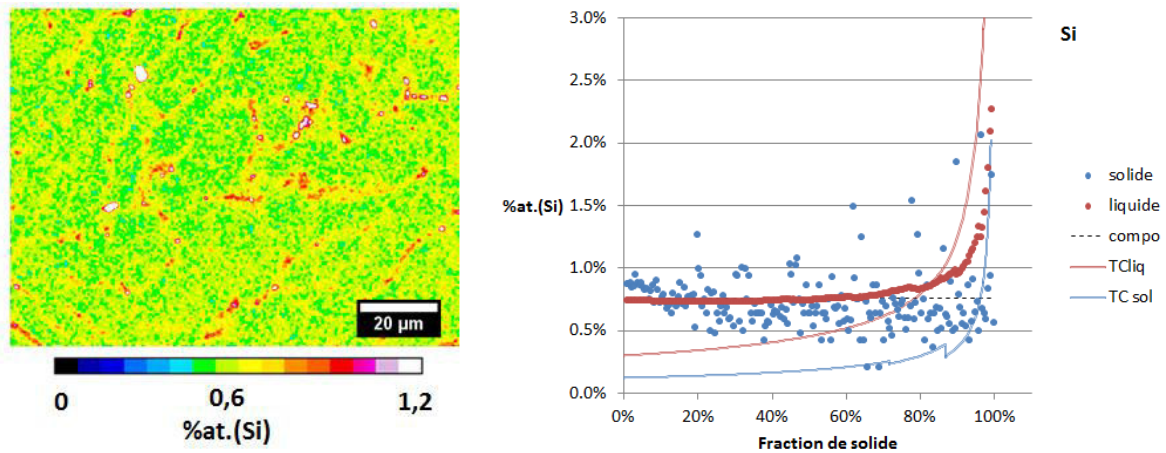 20 µm
0
0,6
1,2
%at.(Si)
3.0%
2.5%
2.0%
1.5%
1.0%
0.5%
0.0%
%at.(Si)
0%
20%
40%
60%
80%
100%
Fraction de solide
Si
solide
liquide
compo
TCliq
TC sol